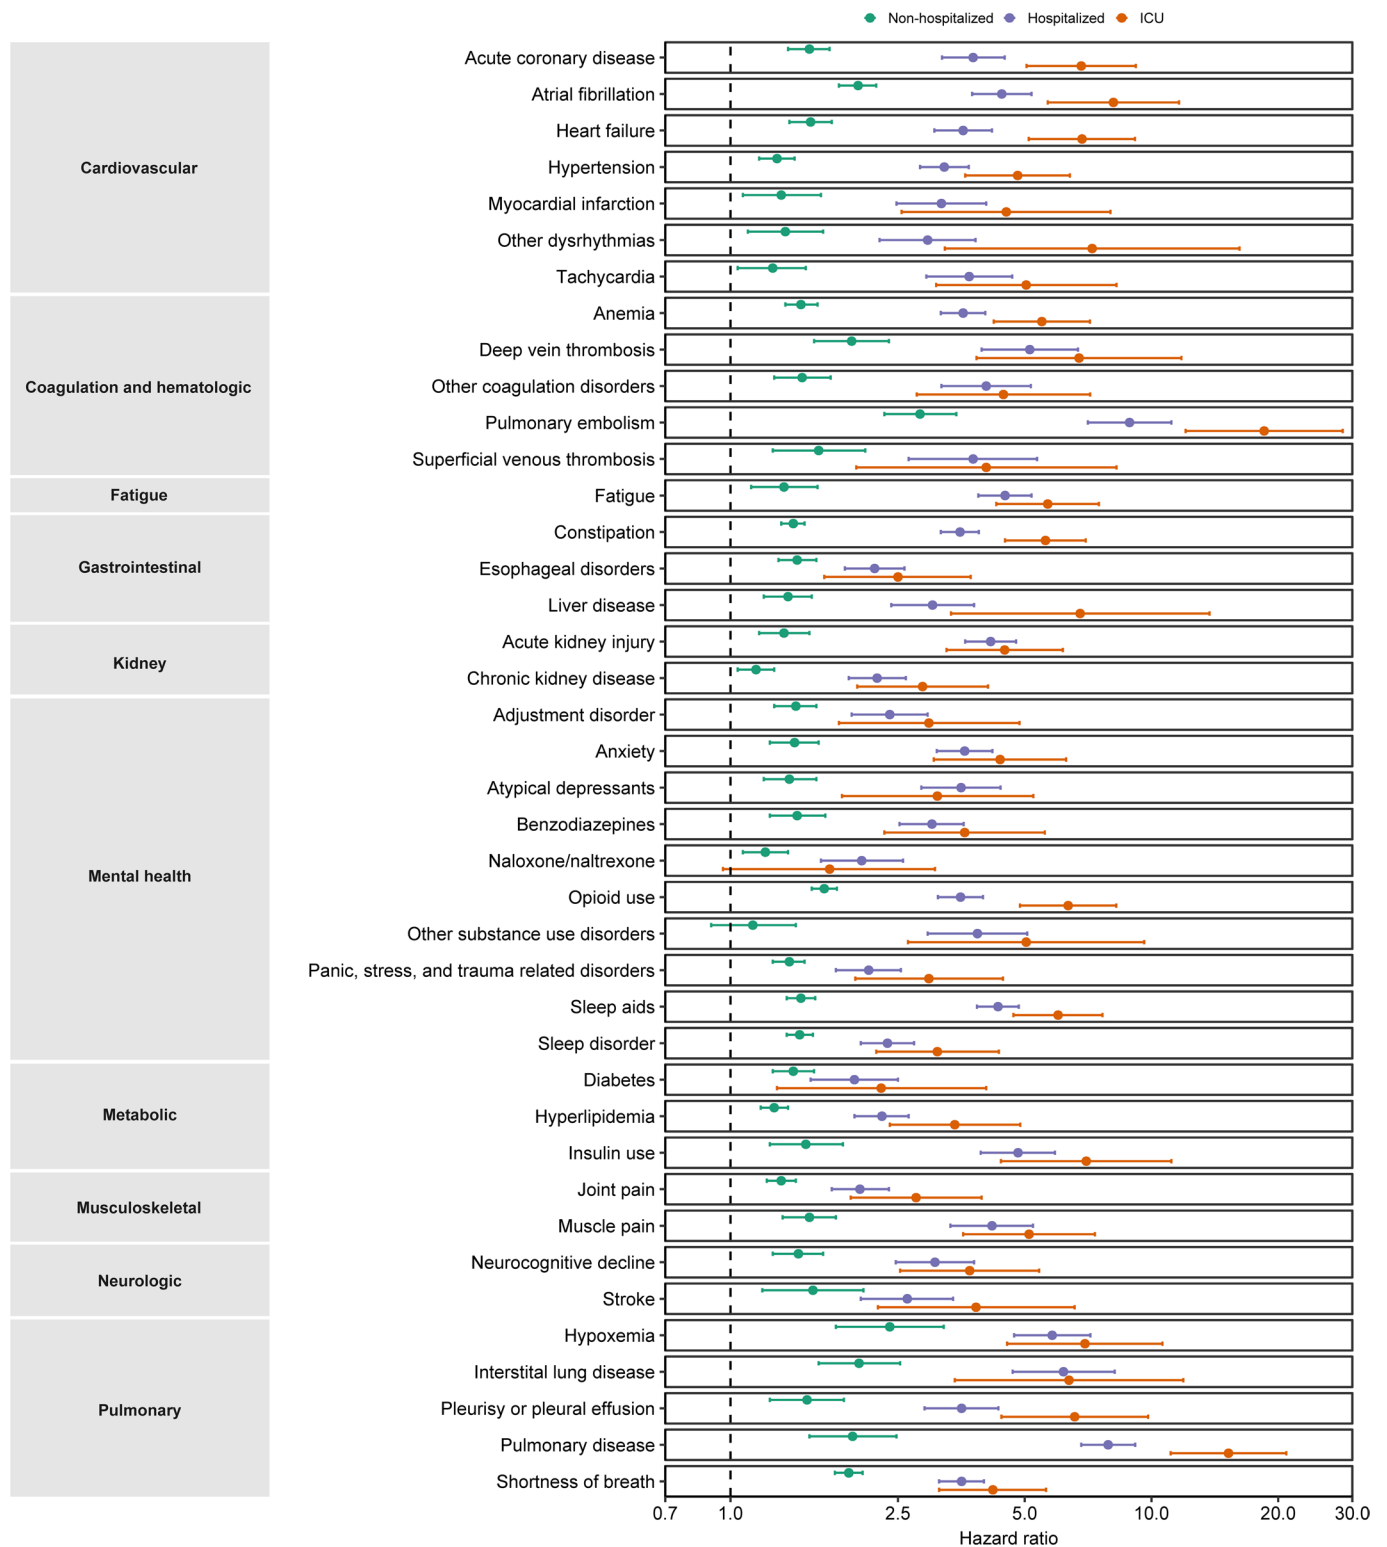 Non-hospitalized Hospitalized ICU
Cardiovascular
Acute coronary disease
Atrial fibrillation
Heart failure
Hypertension
Myocardial infarction
Other dysrhythmias
Tachycardia
Coagulation and hematologic
Anemia
Deep vein thrombosis
Other coagulation disorders
Pulmonary embolism
Superficial venous thrombosis
Fatigue
Fatigue
Gastrointestinal
Constipation
Esophageal disorders
Liver disease
Kidney
Acute kidney injury
Chronic kidney disease
Mental health
Adjustment disorder
Anxiety
Atypical depressants
Benzodiazepines
Naloxone/naltrexone
Opioid use
Other substance use disorders
Panic, stress, and trauma related disorders
Sleep aids
Sleep disorder
Metabolic
Diabetes
Hyperlipidemia
Insulin use
Musculoskeletal
Joint pain
Muscle pain
Neurologic
Neurocognitive decline
Stroke
Pulmonary
Hypoxemia
Interstital lung disease
Pleurisy or pleural effusion
Pulmonary disease
Shortness of breath
0.7 1.0 2.5 5.0 10.0 20.0 30.0
Hazard ratio